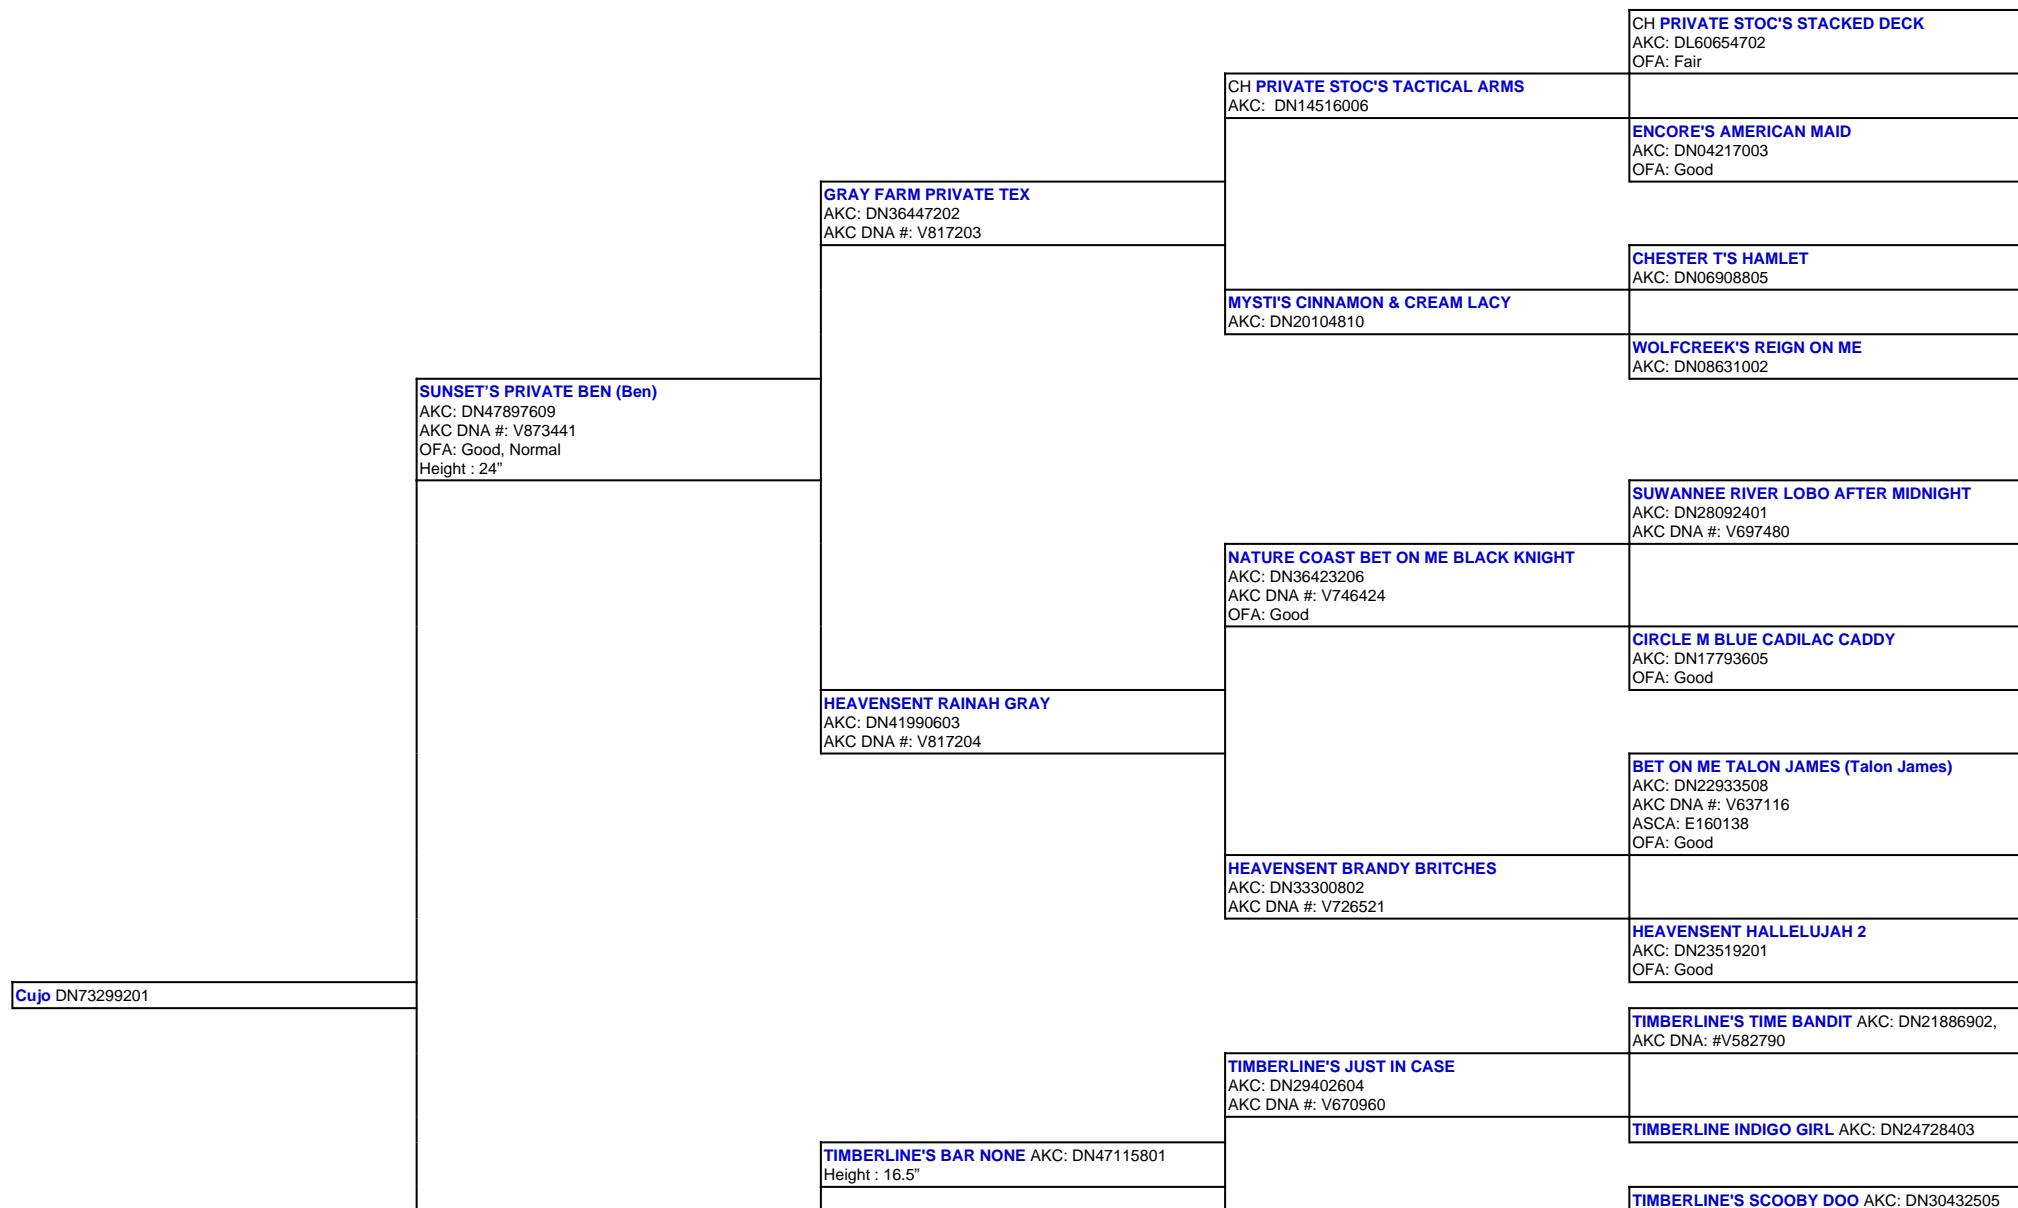 CH PRIVATE STOC'S STACKED DECK
AKC: DL60654702
OFA: Fair
CH PRIVATE STOC'S TACTICAL ARMS
AKC:  DN14516006
ENCORE'S AMERICAN MAID
AKC: DN04217003
OFA: Good
GRAY FARM PRIVATE TEX
AKC: DN36447202
AKC DNA #: V817203
CHESTER T'S HAMLET
AKC: DN06908805
MYSTI'S CINNAMON & CREAM LACY
AKC: DN20104810
WOLFCREEK'S REIGN ON ME
AKC: DN08631002
SUNSET’S PRIVATE BEN (Ben)
AKC: DN47897609
AKC DNA #: V873441
OFA: Good, Normal
Height : 24”
SUWANNEE RIVER LOBO AFTER MIDNIGHT
AKC: DN28092401
AKC DNA #: V697480
NATURE COAST BET ON ME BLACK KNIGHT
AKC: DN36423206
AKC DNA #: V746424
OFA: Good
CIRCLE M BLUE CADILAC CADDY
AKC: DN17793605
OFA: Good
HEAVENSENT RAINAH GRAY
AKC: DN41990603
AKC DNA #: V817204
BET ON ME TALON JAMES (Talon James)
AKC: DN22933508
AKC DNA #: V637116
ASCA: E160138
OFA: Good
HEAVENSENT BRANDY BRITCHES
AKC: DN33300802
AKC DNA #: V726521
HEAVENSENT HALLELUJAH 2
AKC: DN23519201
OFA: Good
Cujo DN73299201
TIMBERLINE'S TIME BANDIT AKC: DN21886902,
AKC DNA: #V582790
TIMBERLINE'S JUST IN CASE
AKC: DN29402604
AKC DNA #: V670960
TIMBERLINE INDIGO GIRL AKC: DN24728403
TIMBERLINE'S BAR NONE AKC: DN47115801
Height : 16.5”
TIMBERLINE'S SCOOBY DOO AKC: DN30432505